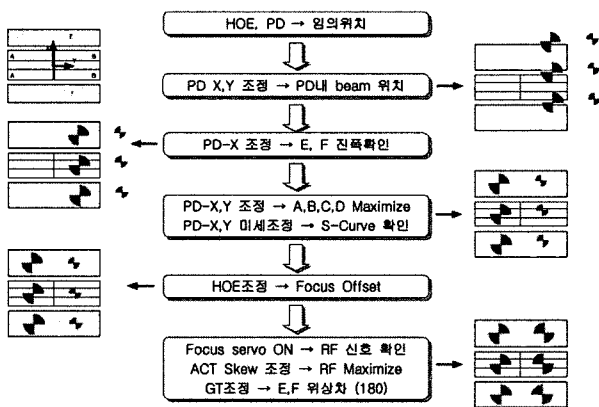 HOE, PD → 임의위치
PD X,Y 조정 → PD내 beam 위치
PD-X 조정 → E, F 진폭확인
PD-X,Y 조정 → A,B,C,D Maximize
PD-X,Y 미세조정 → S-Curve 확인
HOE조정 → Focus Offset
Focus servo ON → RF 신호 확인
ACT Skew 조정 → RF Maximize
GT조정 → E,F 위상차 (180)
A
B
A
B